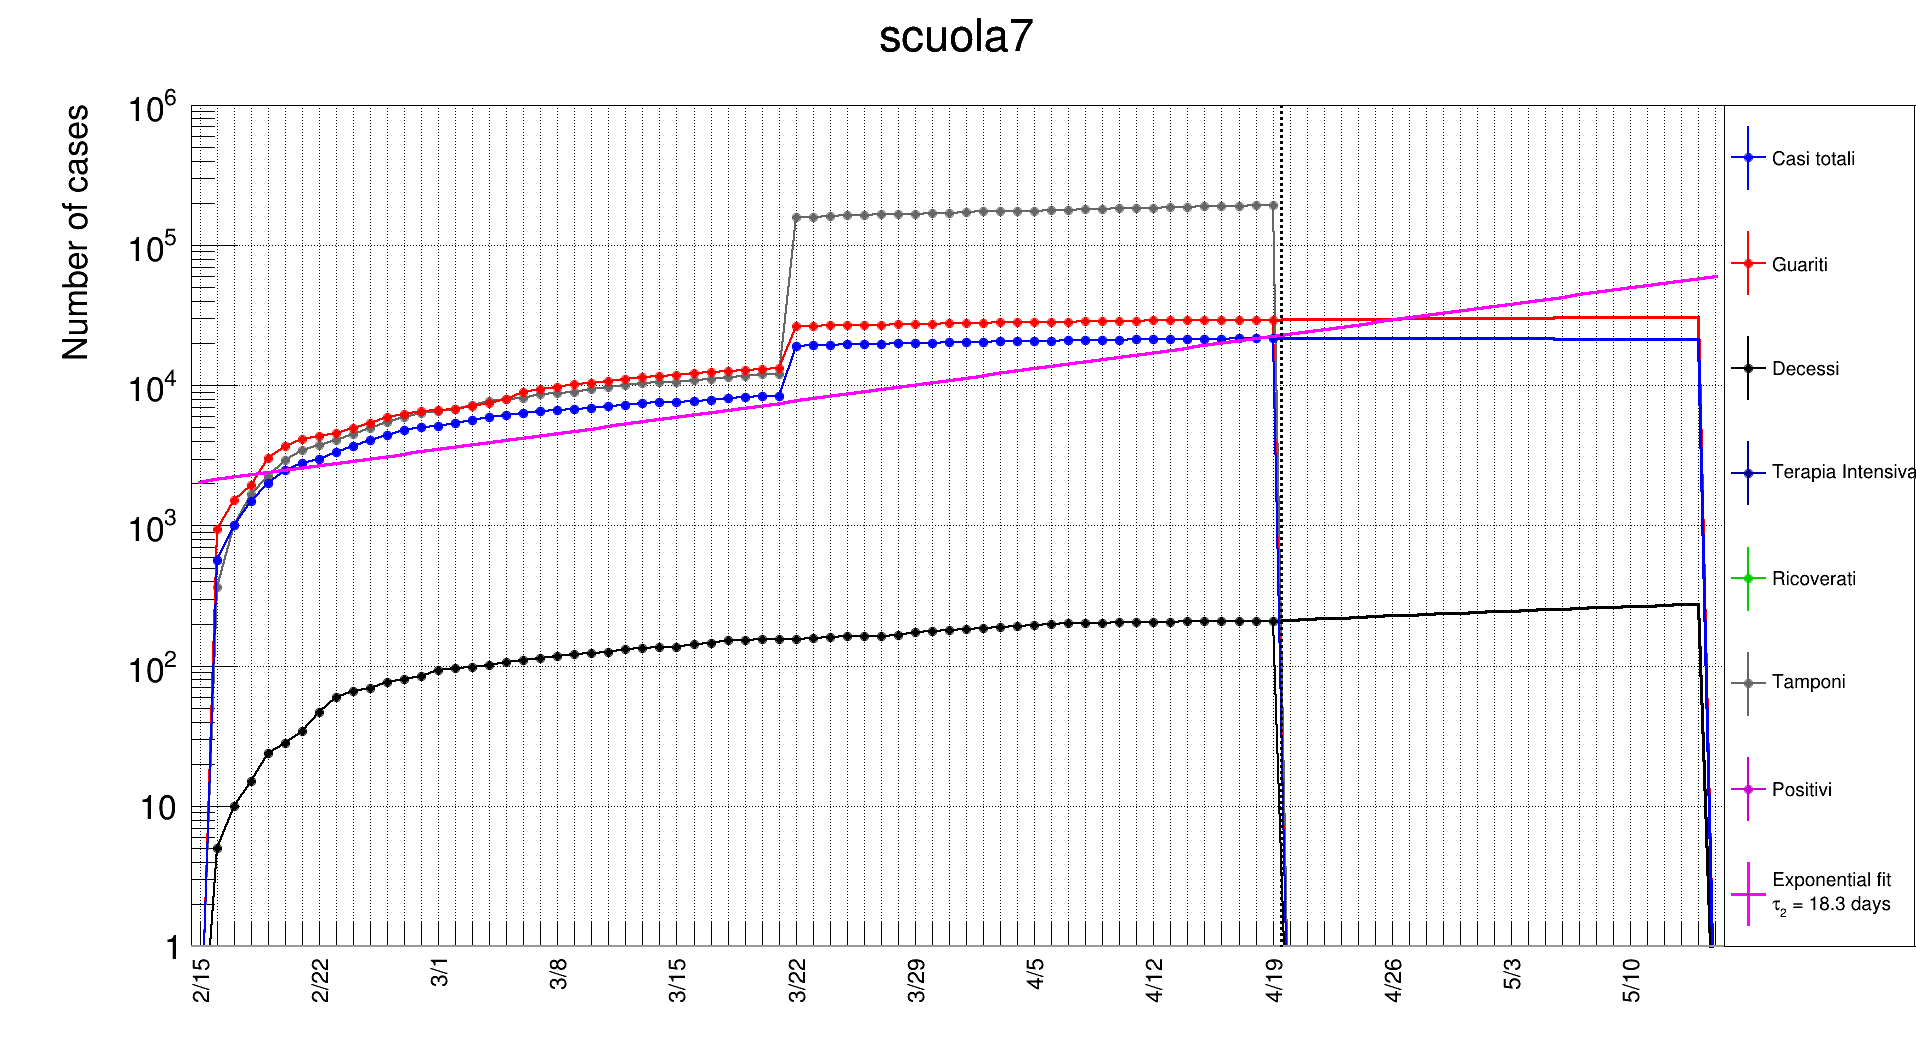 scuola7
Number of cases
10^6
10^5
10^4
10^3
10^2
10
1
2/15
2/22
3/1
3/8
3/15
3/22
3/29
4/5
4/12
4/19
4/26
5/3
5/10
Casi totali
Guariti
Decessi
Terapia Intensiva
Ricoverati
Tamponi
Positivi
Exponential fit
τ₂ = 18.3 days